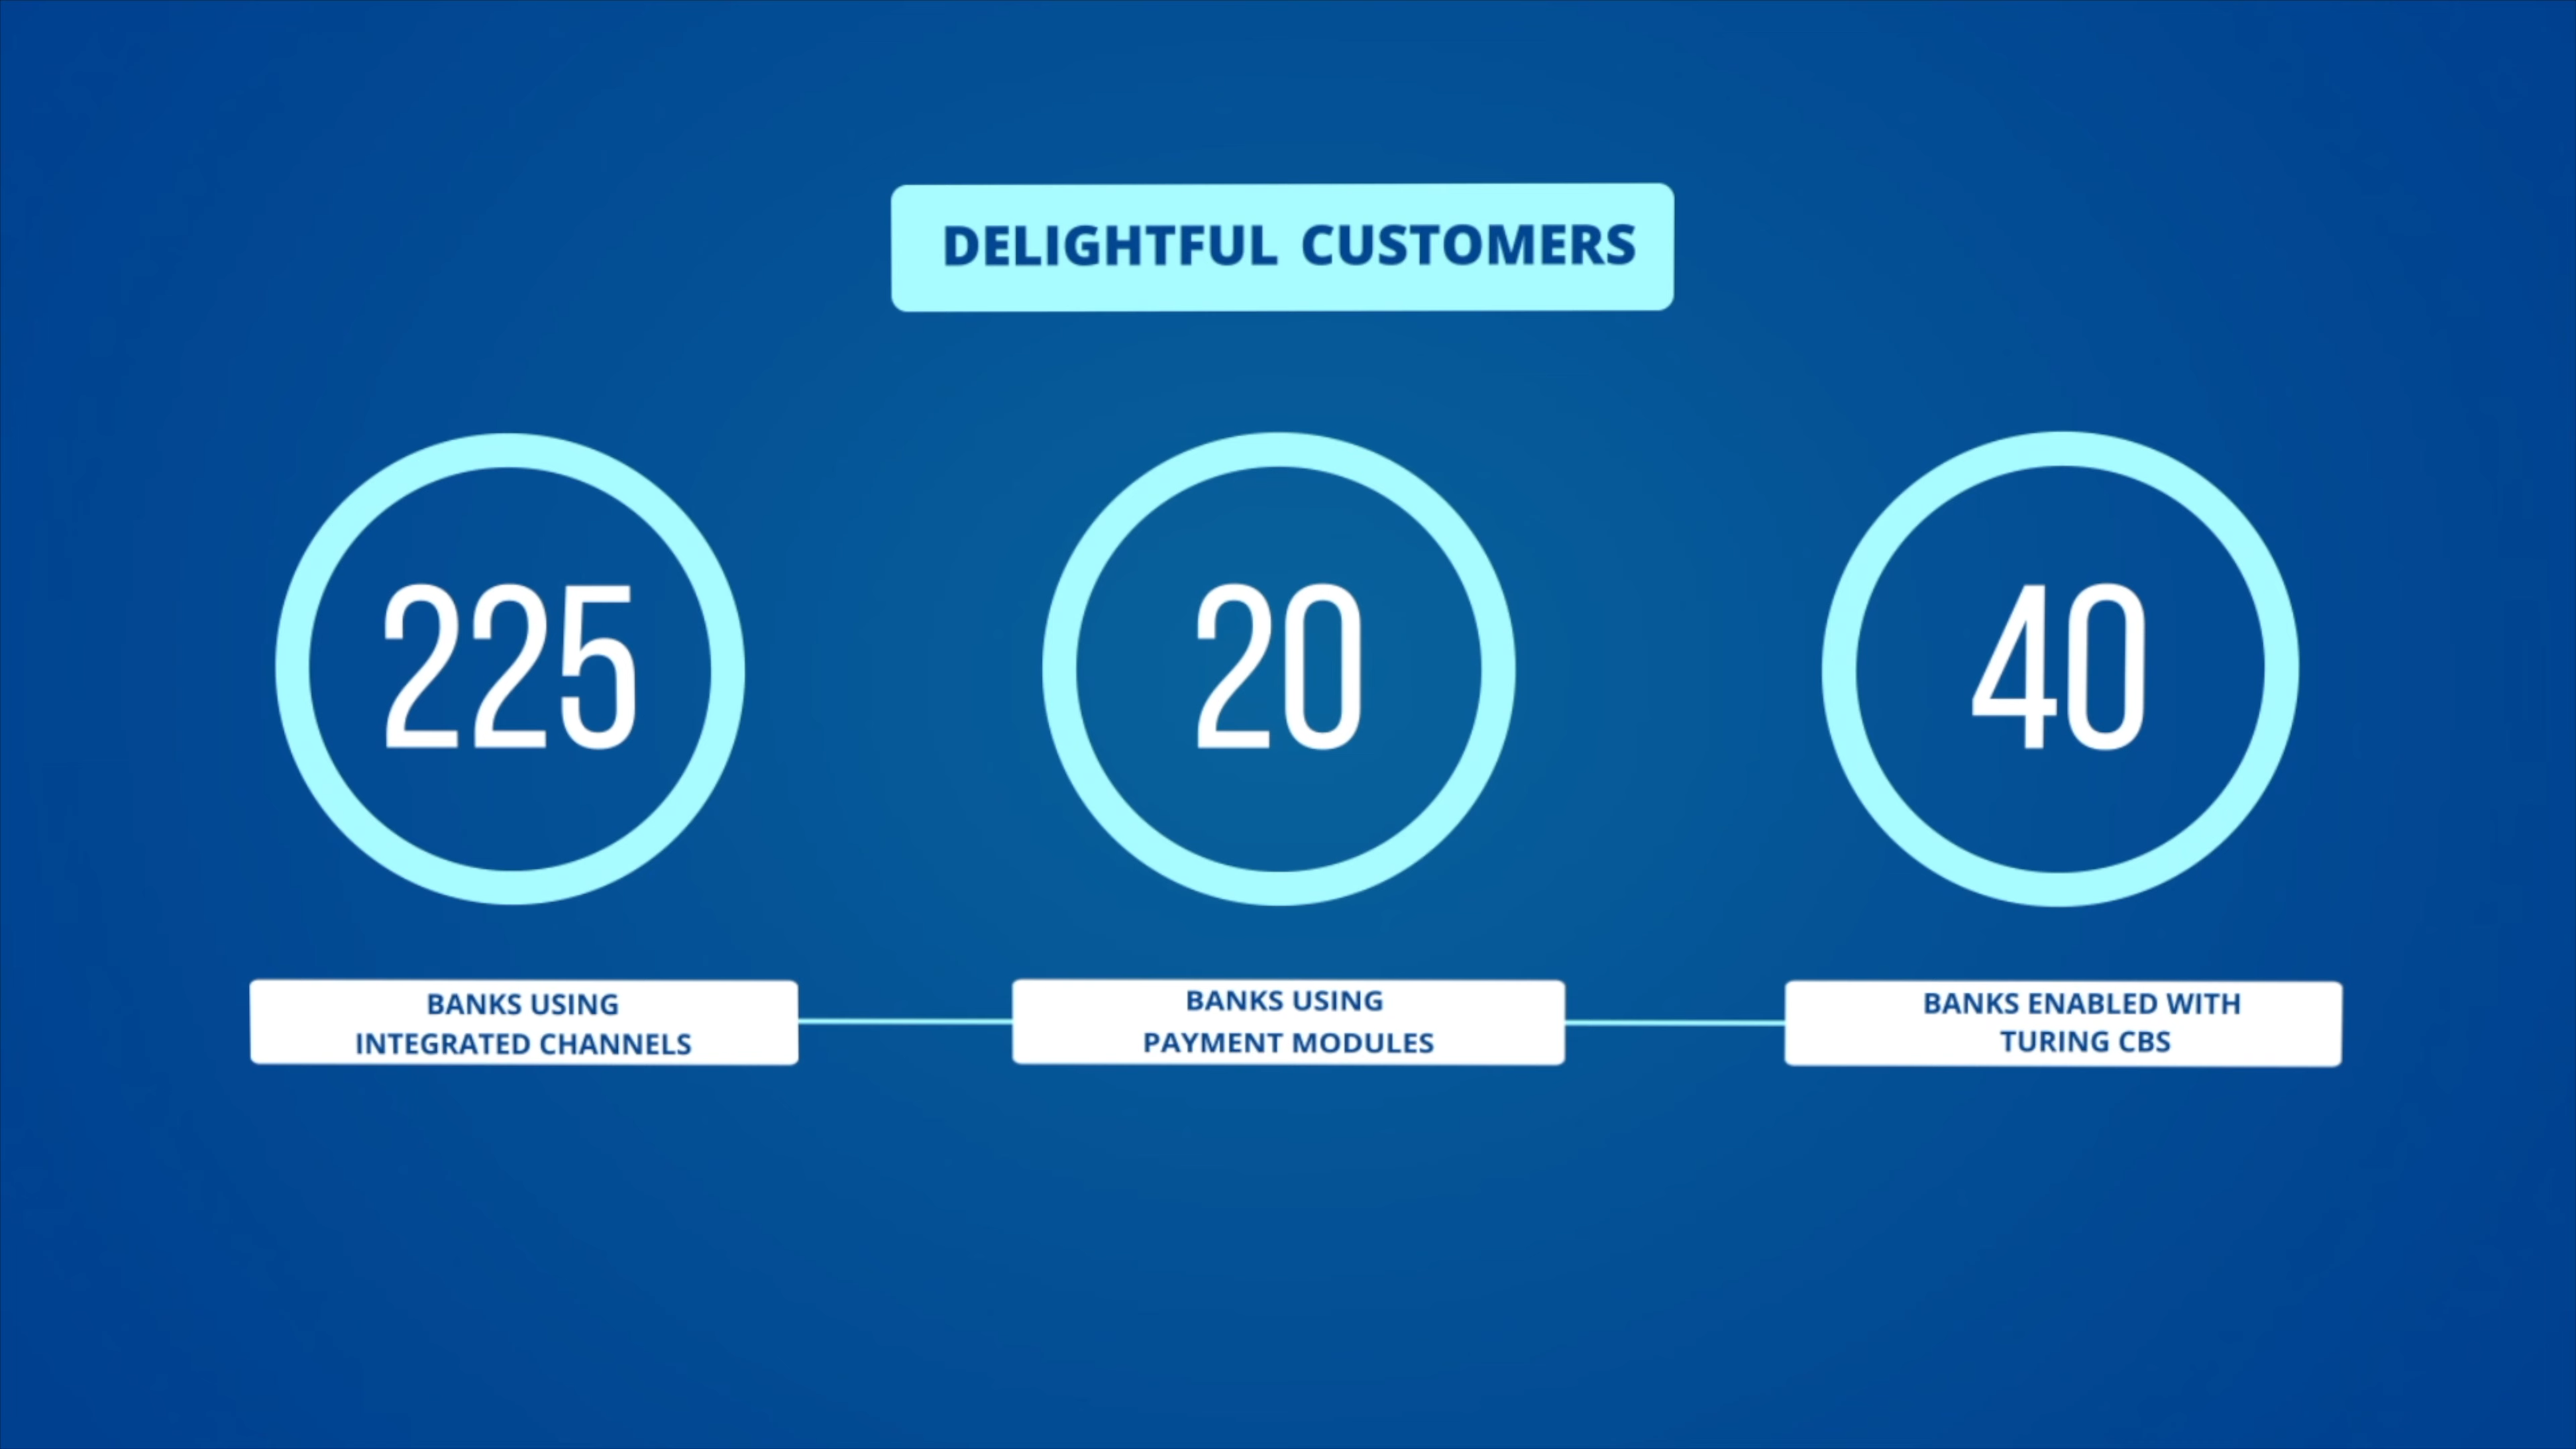 DELIGHTFUL CUSTOMERS
225
20
40
BANKS USING
INTEGRATED CHANNELS
BANKS USING
PAYMENT MODULES
BANKS ENABLED WITH
TURING CBS